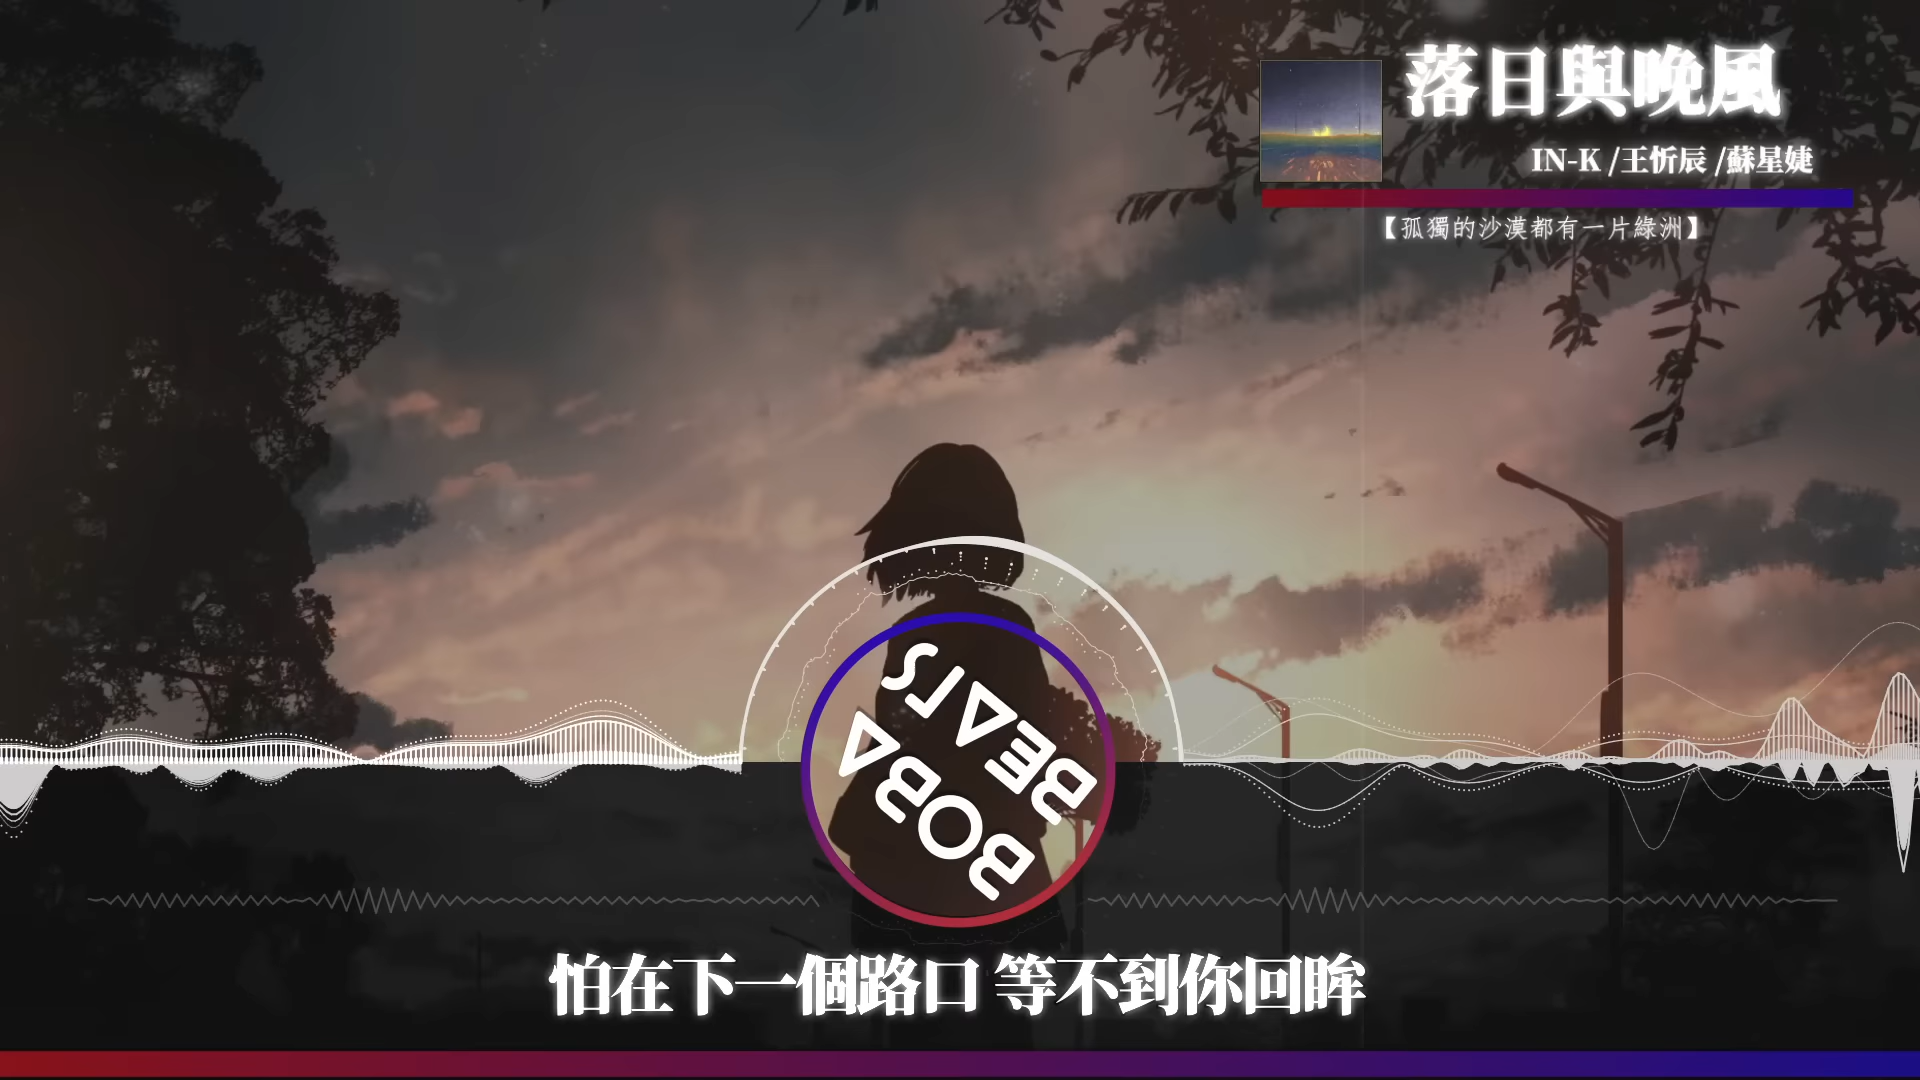 落日與晚風
IN-K /王忻辰 /蘇星婕
【孤獨的沙漠都有一片綠洲】
BOBA
BEATS
怕在下一個路口 等不到你回眸